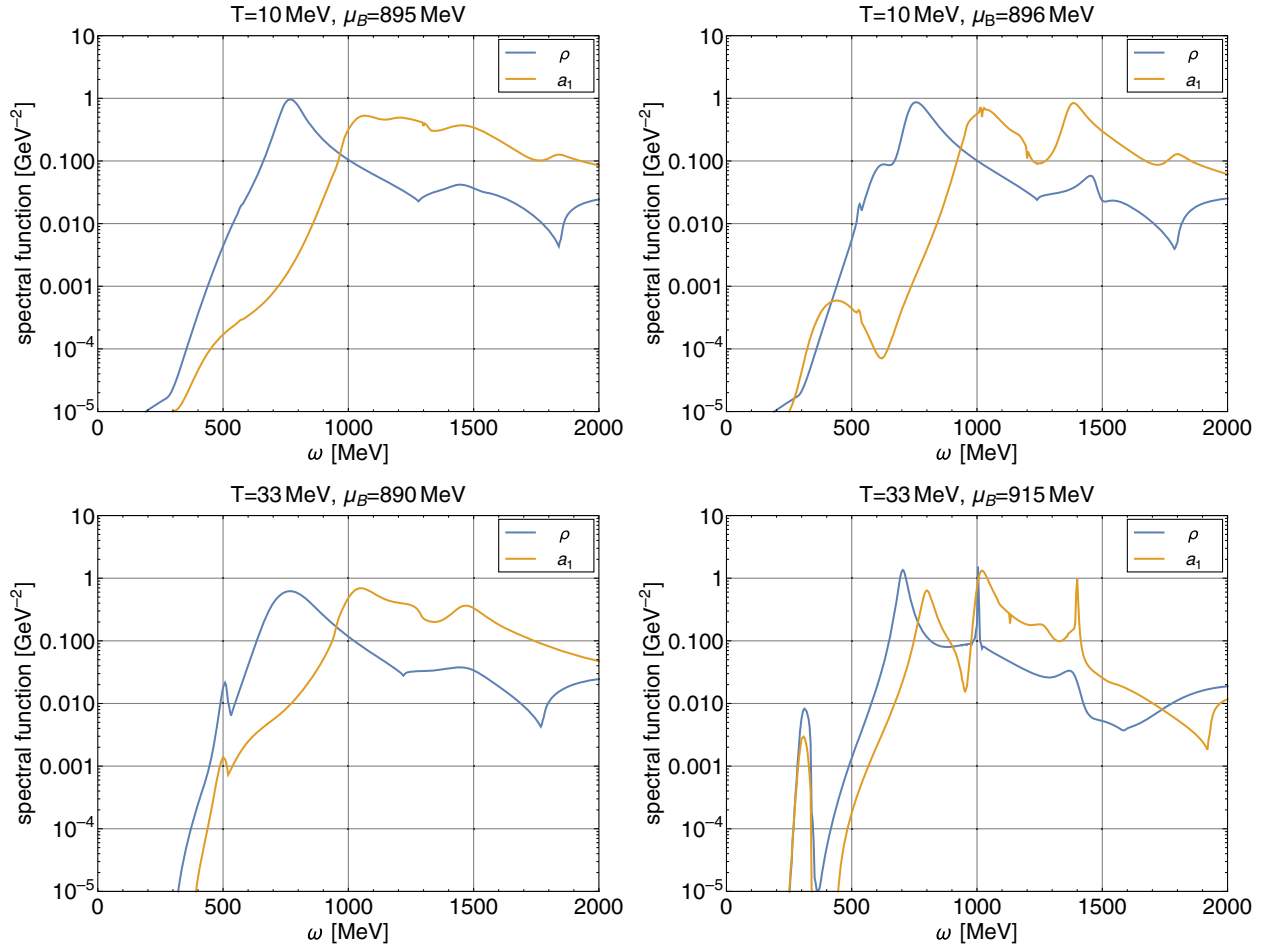 T=10 MeV, μB=895 MeV
spectral function [GeV⁻²]
10
1
0.100
0.010
0.001
10⁻⁴
10⁻⁵
0
500
1000
1500
2000
ω [MeV]
ρ
a₁
T=10 MeV, μB=896 MeV
spectral function [GeV⁻²]
10
1
0.100
0.010
0.001
10⁻⁴
10⁻⁵
0
500
1000
1500
2000
ω [MeV]
ρ
a₁
T=33 MeV, μB=890 MeV
spectral function [GeV⁻²]
10
1
0.100
0.010
0.001
10⁻⁴
10⁻⁵
0
500
1000
1500
2000
ω [MeV]
ρ
a₁
T=33 MeV, μB=915 MeV
spectral function [GeV⁻²]
10
1
0.100
0.010
0.001
10⁻⁴
10⁻⁵
0
500
1000
1500
2000
ω [MeV]
ρ
a₁